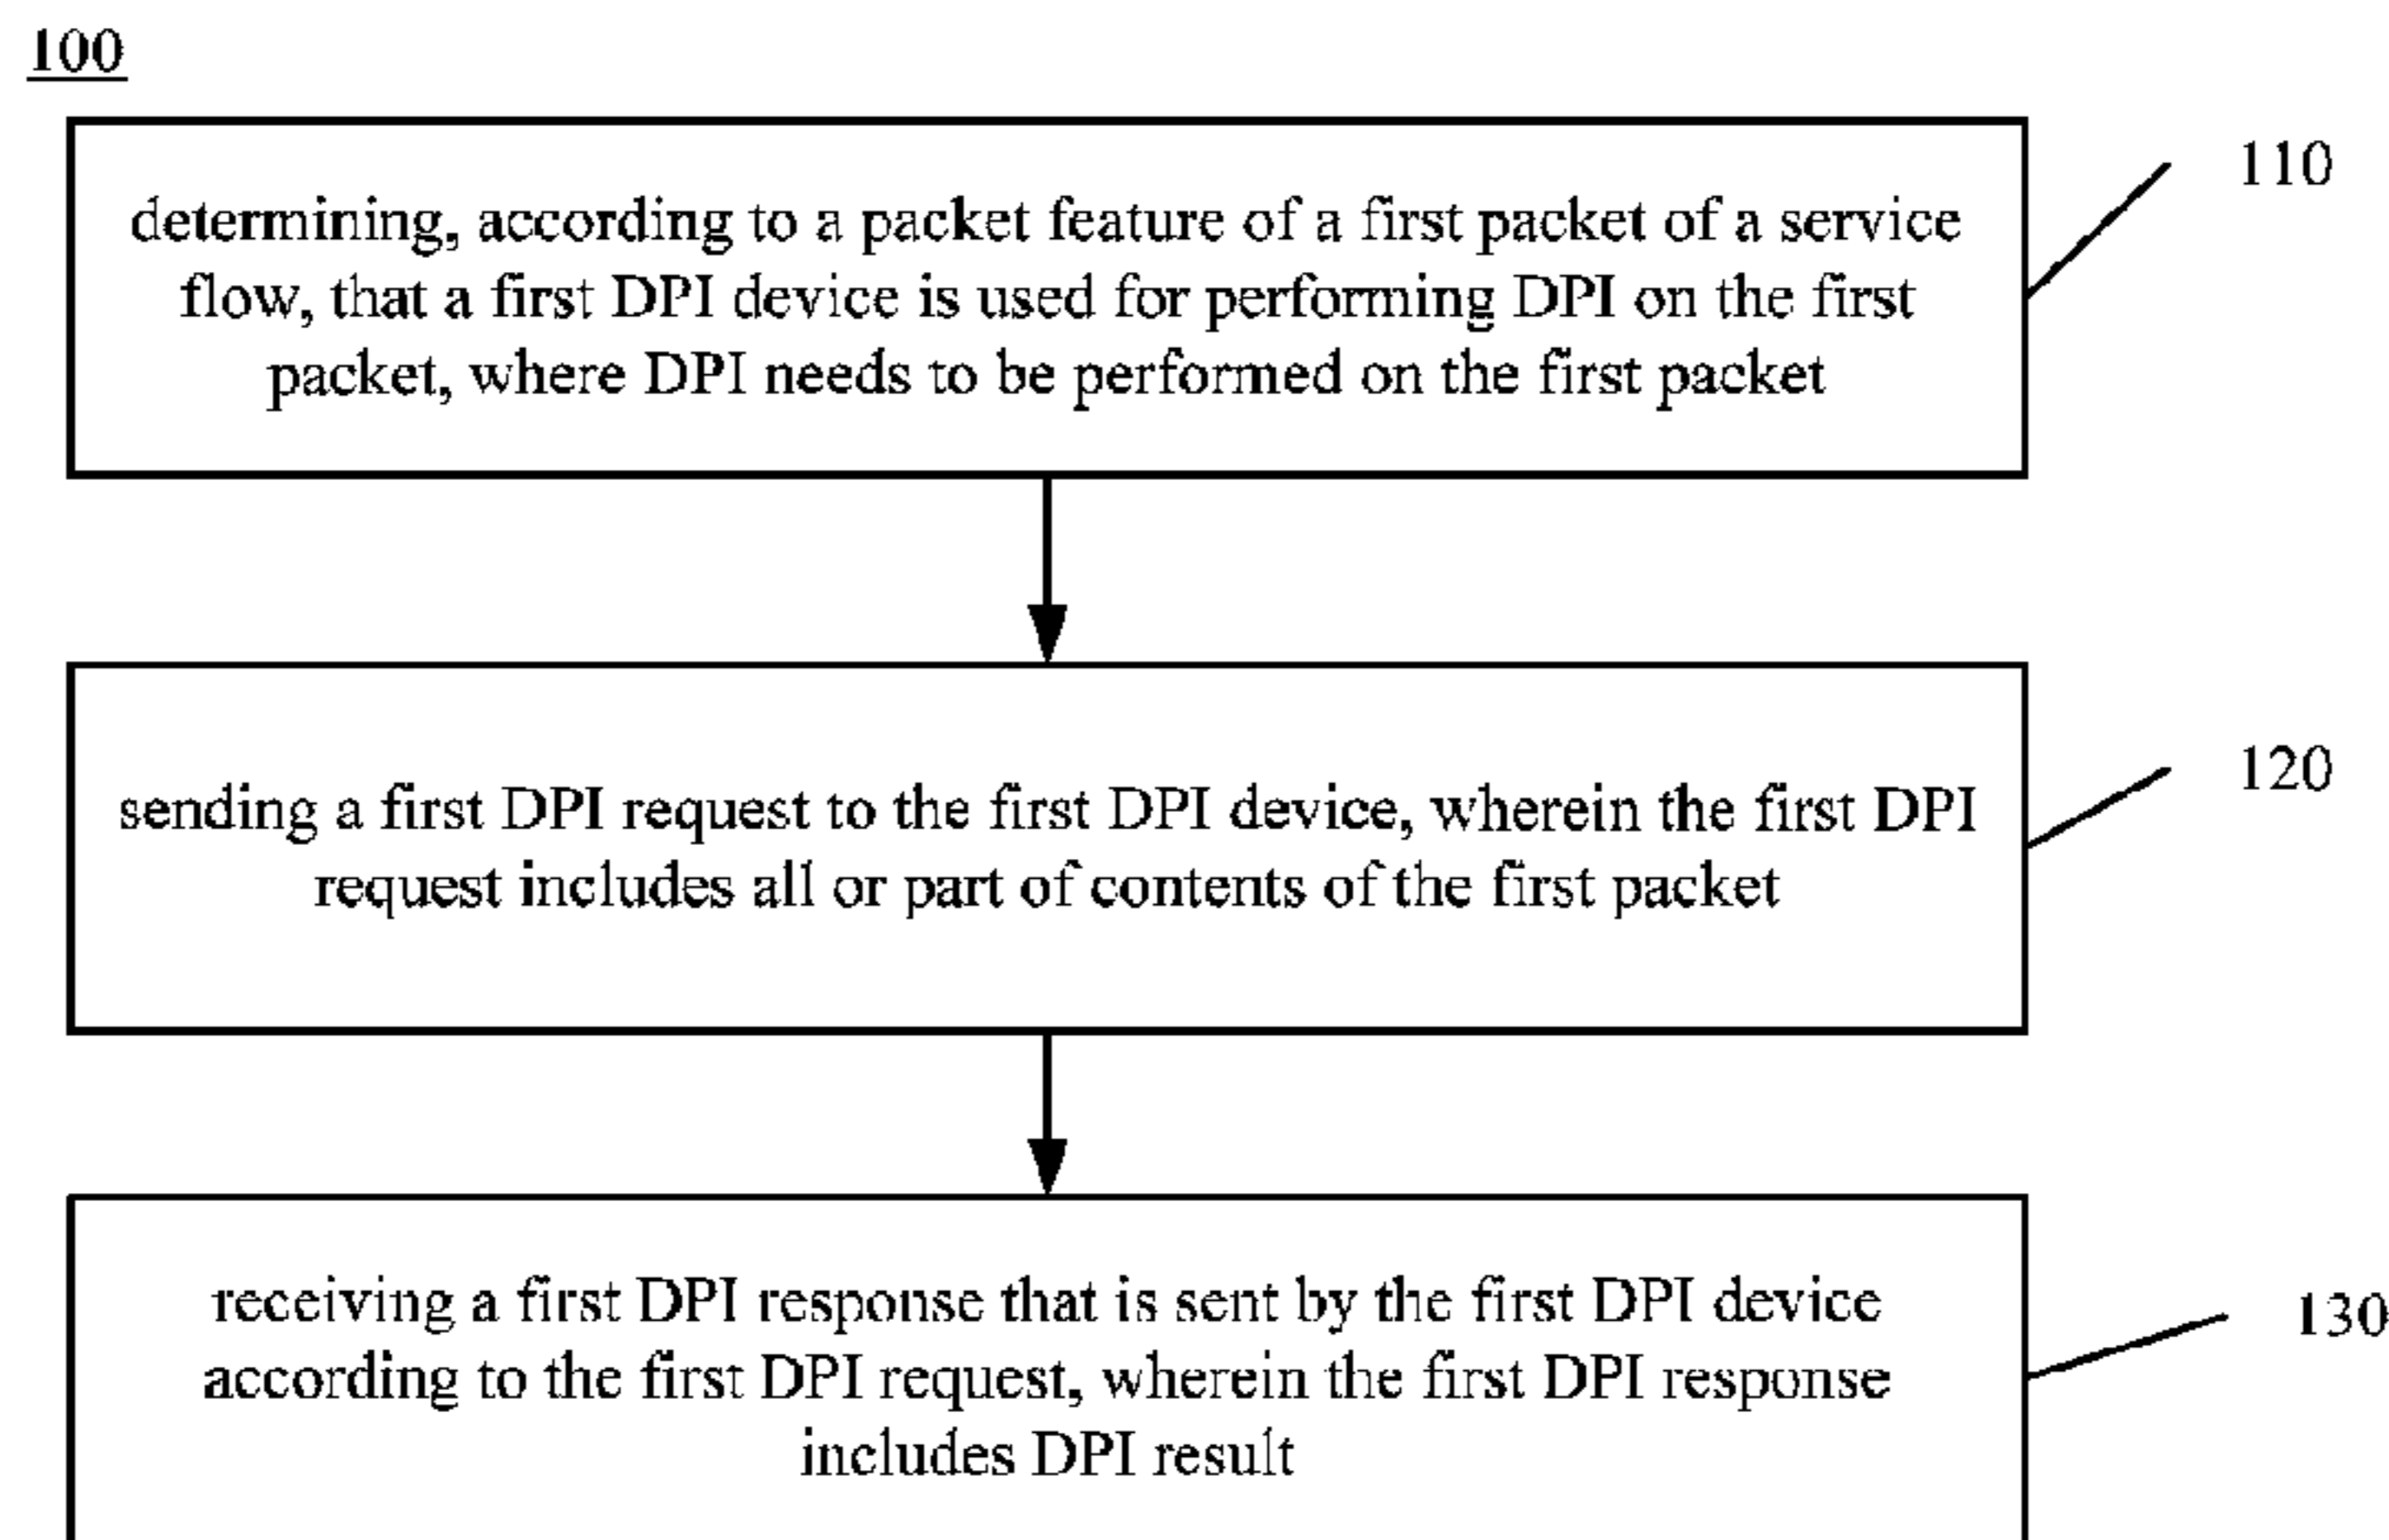 100
determining, according to a packet feature of a first packet of a service
flow, that a first DPI device is used for performing DPI on the first
packet, where DPI needs to be performed on the first packet
110
sending a first DPI request to the first DPI device, wherein the first DPI
request includes all or part of contents of the first packet
120
receiving a first DPI response that is sent by the first DPI device
according to the first DPI request, wherein the first DPI response
includes DPI result
130